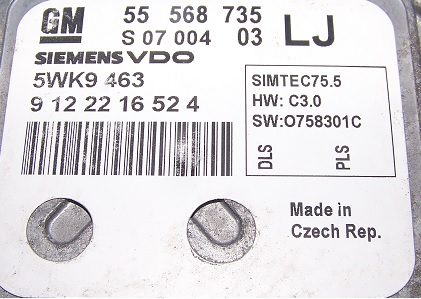 GM 55 568 735
S 07 004 03 LJ
SIEMENS VDO
5WK9 463
9 12 22 16 52 4
SIMTEC75.5
HW: C3.0
SW:O758301C
DLS
PLS
Made in
Czech Rep.